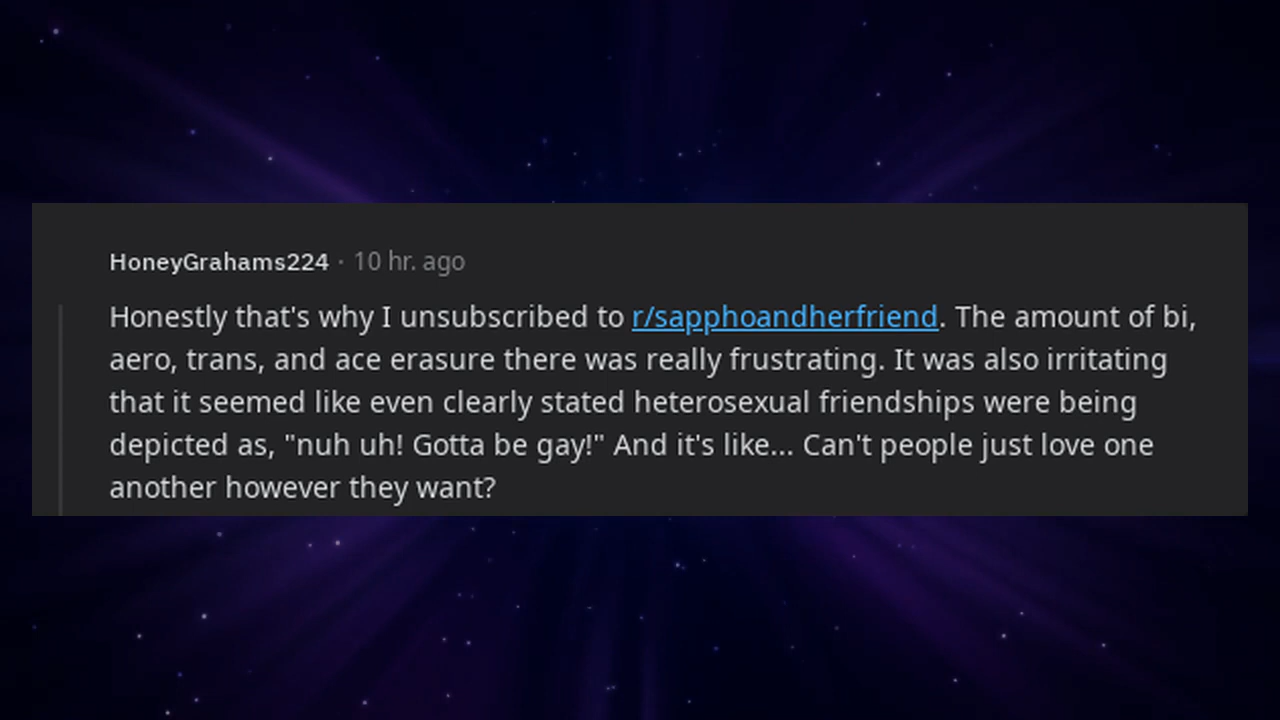 HoneyGrahams224 · 10 hr. ago
Honestly that's why I unsubscribed to r/sapphoandherfriend. The amount of bi,
aero, trans, and ace erasure there was really frustrating. It was also irritating
that it seemed like even clearly stated heterosexual friendships were being
depicted as, "nuh uh! Gotta be gay!" And it's like... Can't people just love one
another however they want?